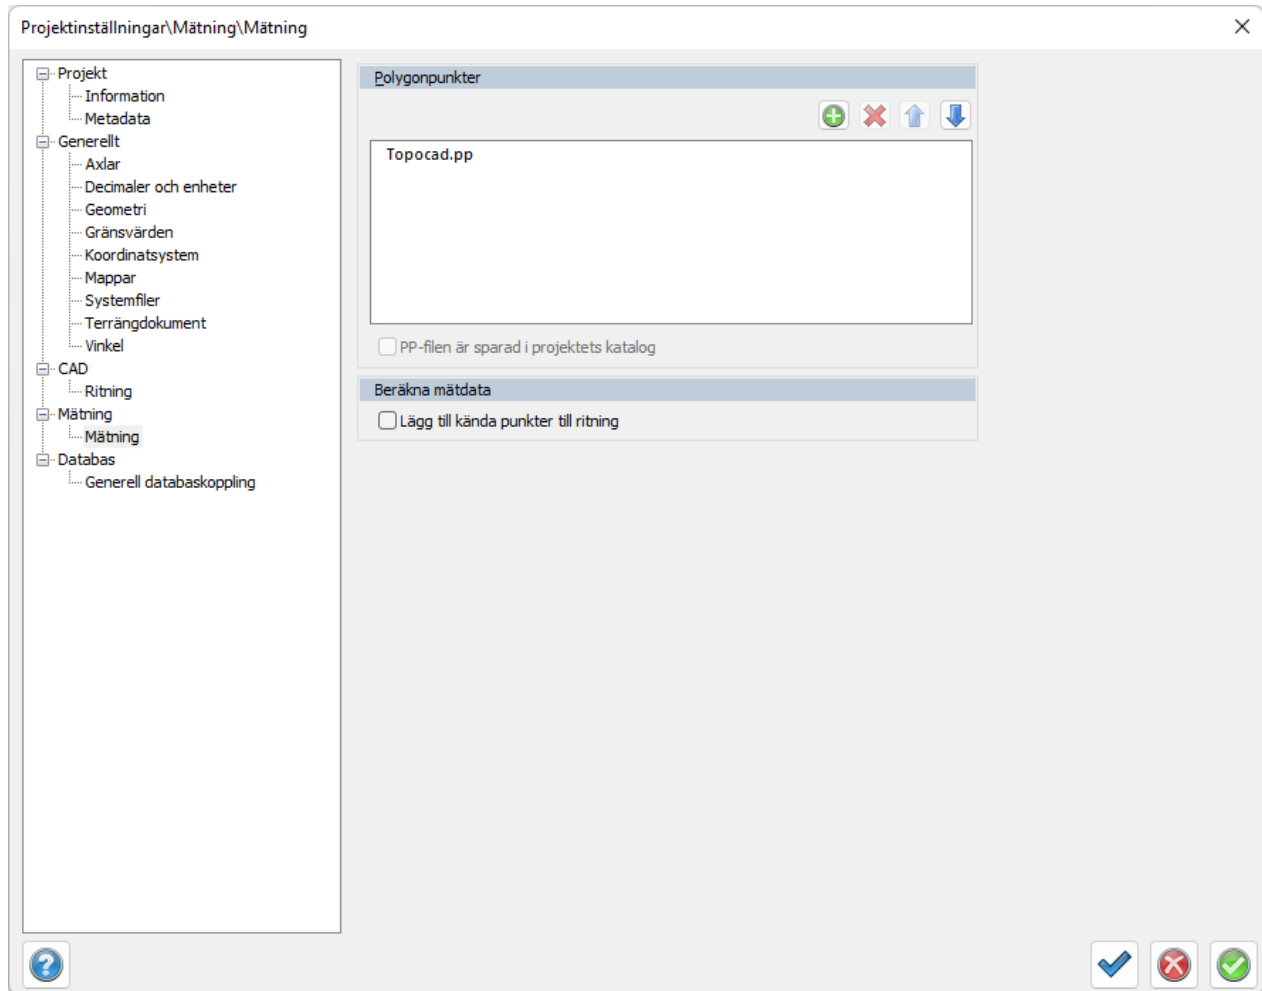 Projektinställningar\Mätning\Mätning
Projekt
Information
Metadata
Generellt
Axlar
Decimaler och enheter
Geometri
Gränsvärden
Koordinatsystem
Mappar
Systemfiler
Terrängdokument
Vinkel
CAD
Ritning
Mätning
Mätning
Databas
Generell databaskoppling
Polygonpunkter
Topocad.pp
PP-filen är sparad i projektets katalog
Beräkna mätdata
Lägg till kända punkter till ritning